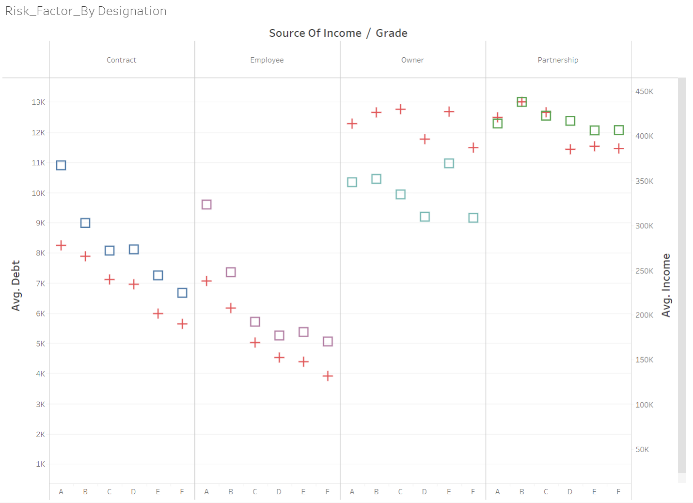 Risk_Factor_By Designation
Source Of Income / Grade
Contract Employee Owner Partnership
Avg. Debt
13K
12K
11K
10K
9K
8K
7K
6K
5K
4K
3K
2K
1K
450K
400K
350K
300K
250K
200K
150K
100K
50K
Avg. Income
A B C D E F A B C D E F A B C D E F A B C D E F